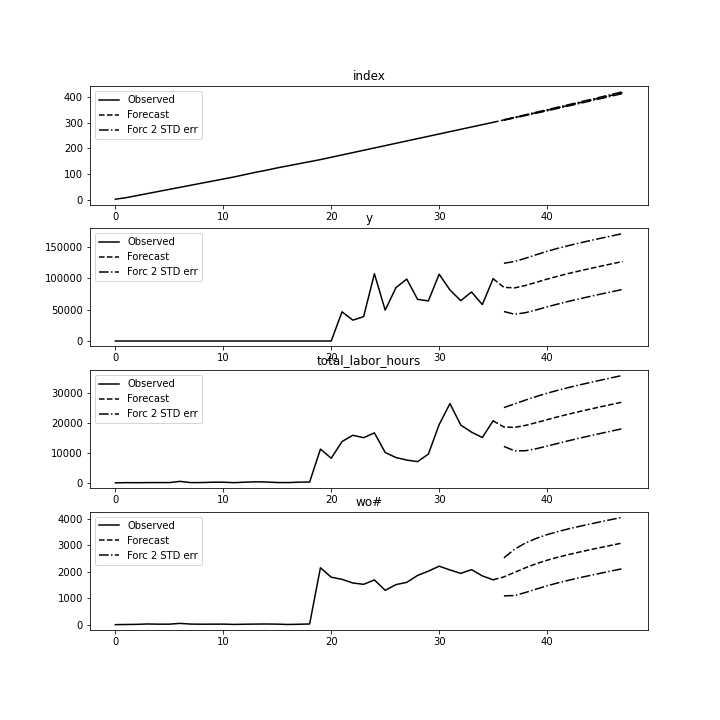 index
400
300
200
100
0
Observed
Forecast
Forc 2 STD err
0 10 20 30 40
y
150000
100000
50000
0
Observed
Forecast
Forc 2 STD err
0 10 20 30 40
total_labor_hours
30000
20000
10000
0
Observed
Forecast
Forc 2 STD err
0 10 20 30 40
wo#
4000
3000
2000
1000
0
Observed
Forecast
Forc 2 STD err
0 10 20 30 40